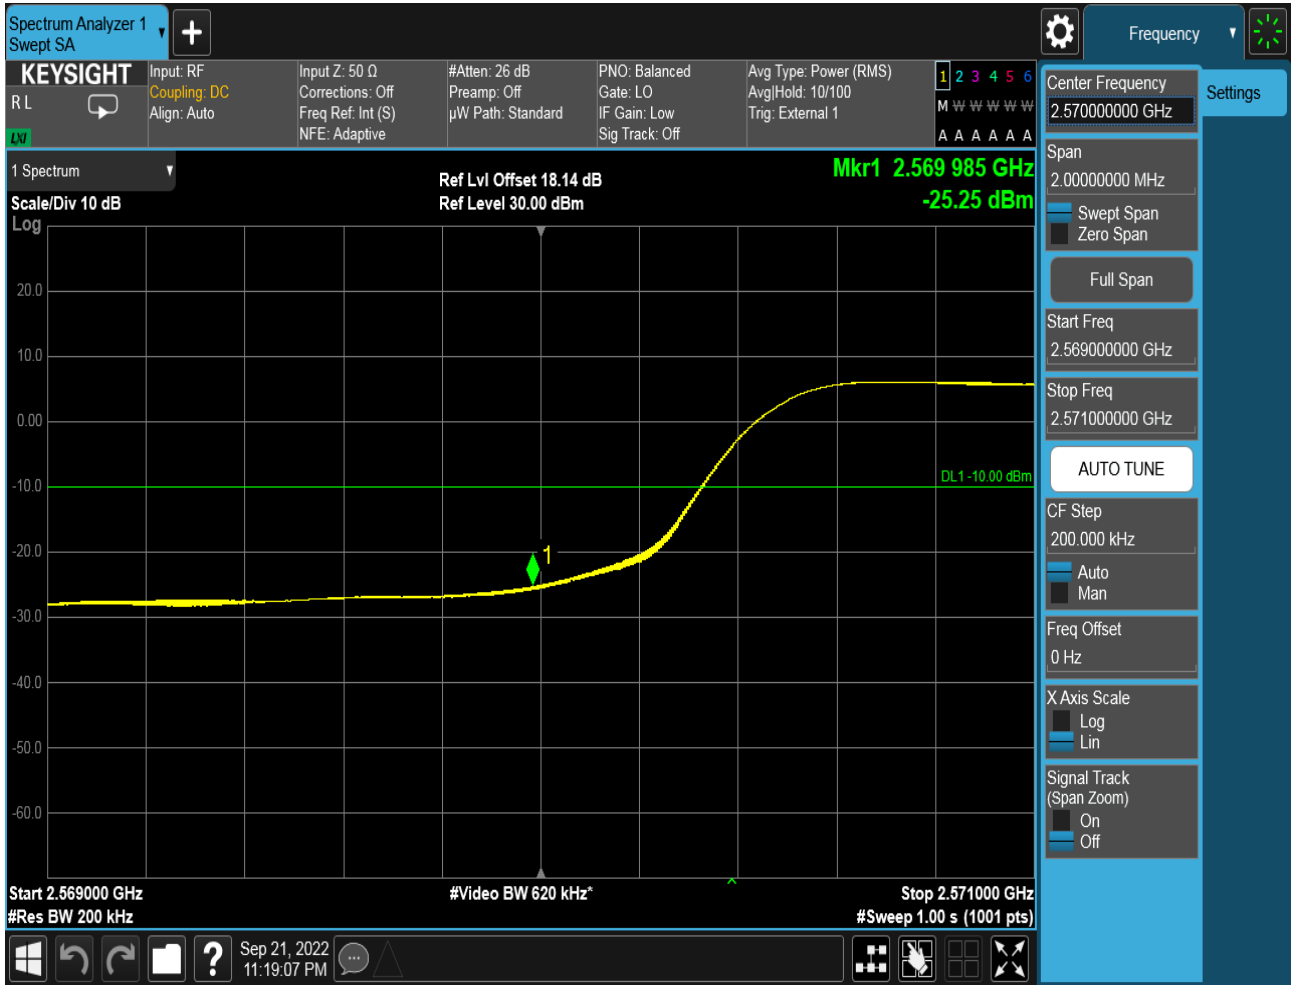 Spectrum Analyzer 1
Swept SA
Frequency
KEYSIGHT
R L
LXI
Input: RF
Coupling: DC
Align: Auto
Input Z: 50 Ω
Corrections: Off
Freq Ref: Int (S)
NFE: Adaptive
#Atten: 26 dB
Preamp: Off
µW Path: Standard
PNO: Balanced
Gate: LO
IF Gain: Low
Sig Track: Off
Avg Type: Power (RMS)
Avg|Hold: 10/100
Trig: External 1
1 2 3 4 5 6
M W W W W W
A A A A A A
1 Spectrum
Scale/Div 10 dB
Log
Ref Lvl Offset 18.14 dB
Ref Level 30.00 dBm
Mkr1 2.569 985 GHz
-25.25 dBm
20.0
10.0
0.00
-10.0
-20.0
-30.0
-40.0
-50.0
-60.0
DL1 -10.00 dBm
1
Start 2.569000 GHz
#Res BW 200 kHz
#Video BW 620 kHz*
Stop 2.571000 GHz
#Sweep 1.00 s (1001 pts)
Center Frequency
2.570000000 GHz
Settings
Span
2.00000000 MHz
Swept Span
Zero Span
Full Span
Start Freq
2.569000000 GHz
Stop Freq
2.571000000 GHz
AUTO TUNE
CF Step
200.000 kHz
Auto
Man
Freq Offset
0 Hz
X Axis Scale
Log
Lin
Signal Track
(Span Zoom)
On
Off
?
Sep 21, 2022
11:19:07 PM